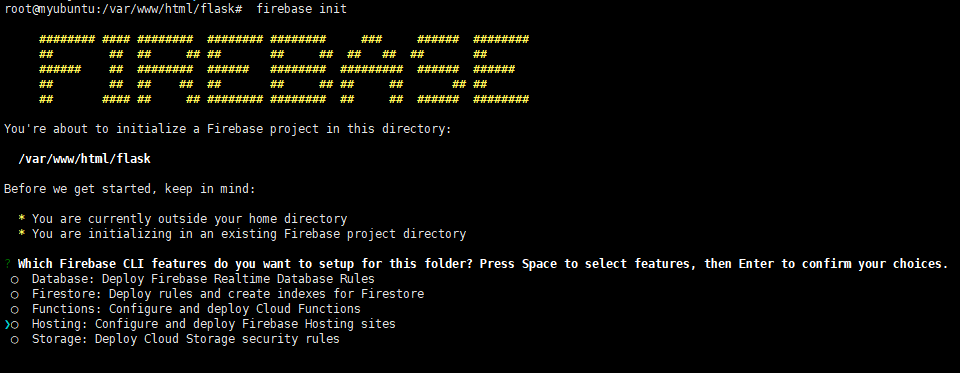 root@myubuntu:/var/www/html/flask#  firebase init
FIREBASE
You're about to initialize a Firebase project in this directory:
/var/www/html/flask
Before we get started, keep in mind:
* You are currently outside your home directory
* You are initializing in an existing Firebase project directory
? Which Firebase CLI features do you want to setup for this folder? Press Space to select features, then Enter to confirm your choices.
◯  Database: Deploy Firebase Realtime Database Rules
◯  Firestore: Deploy rules and create indexes for Firestore
◯  Functions: Configure and deploy Cloud Functions
❯◯  Hosting: Configure and deploy Firebase Hosting sites
◯  Storage: Deploy Cloud Storage security rules